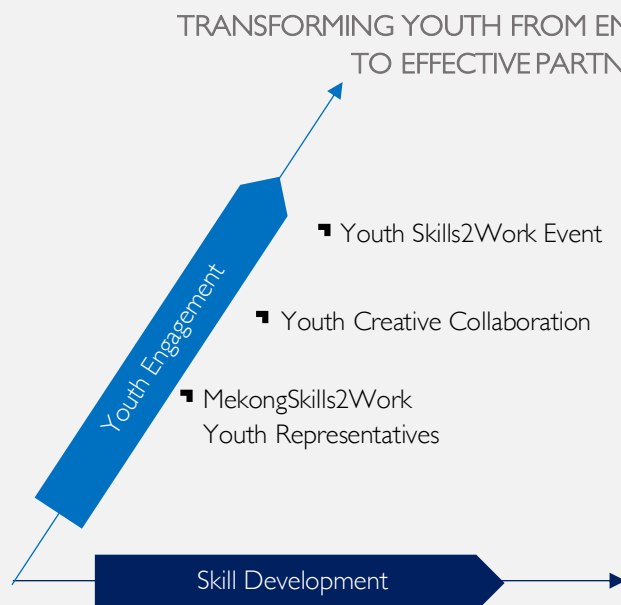 TRANSFORMING YOUTH FROM
TO EFFECTIVE
Youth Skills2Work Event
Youth Creative Collaboration
MekongSkills2Work
Youth Representatives
Youth Engagement
Skill Development